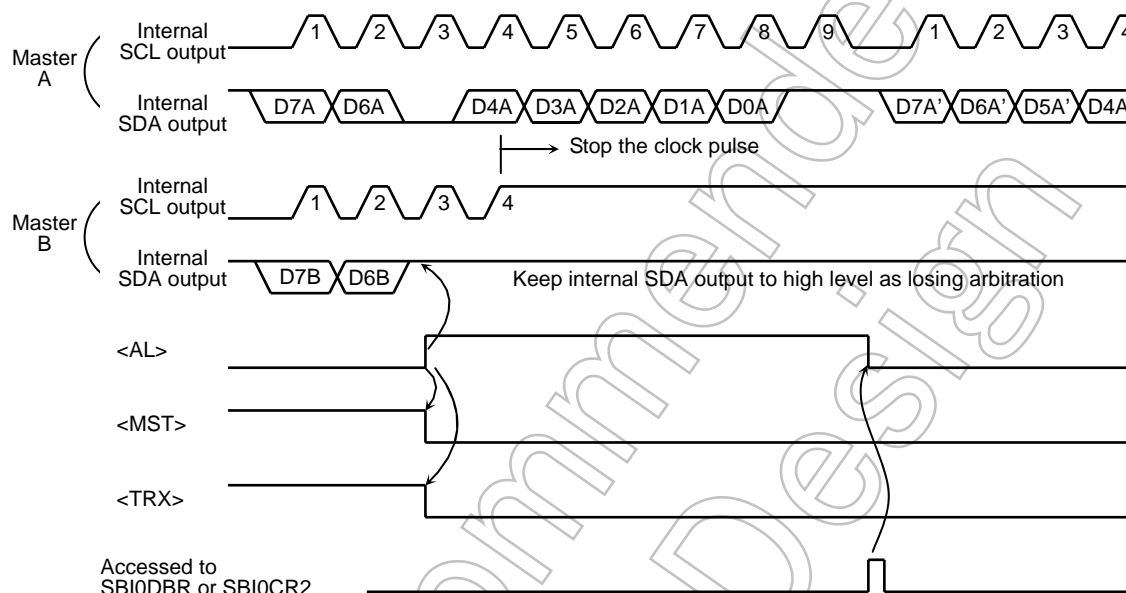 Master
A
Internal
SCL output
1 2 3 4 5 6 7 8 9 1 2 3 4
Internal
SDA output
D7A D6A D4A D3A D2A D1A D0A D7A' D6A' D5A' D4A
Stop the clock pulse
Master
B
Internal
SCL output
1 2 3 4
Internal
SDA output
D7B D6B
Keep internal SDA output to high level as losing arbitration
<AL>
<MST>
<TRX>
Accessed to
SBI0DBR or SBI0CR2
ommende
Design